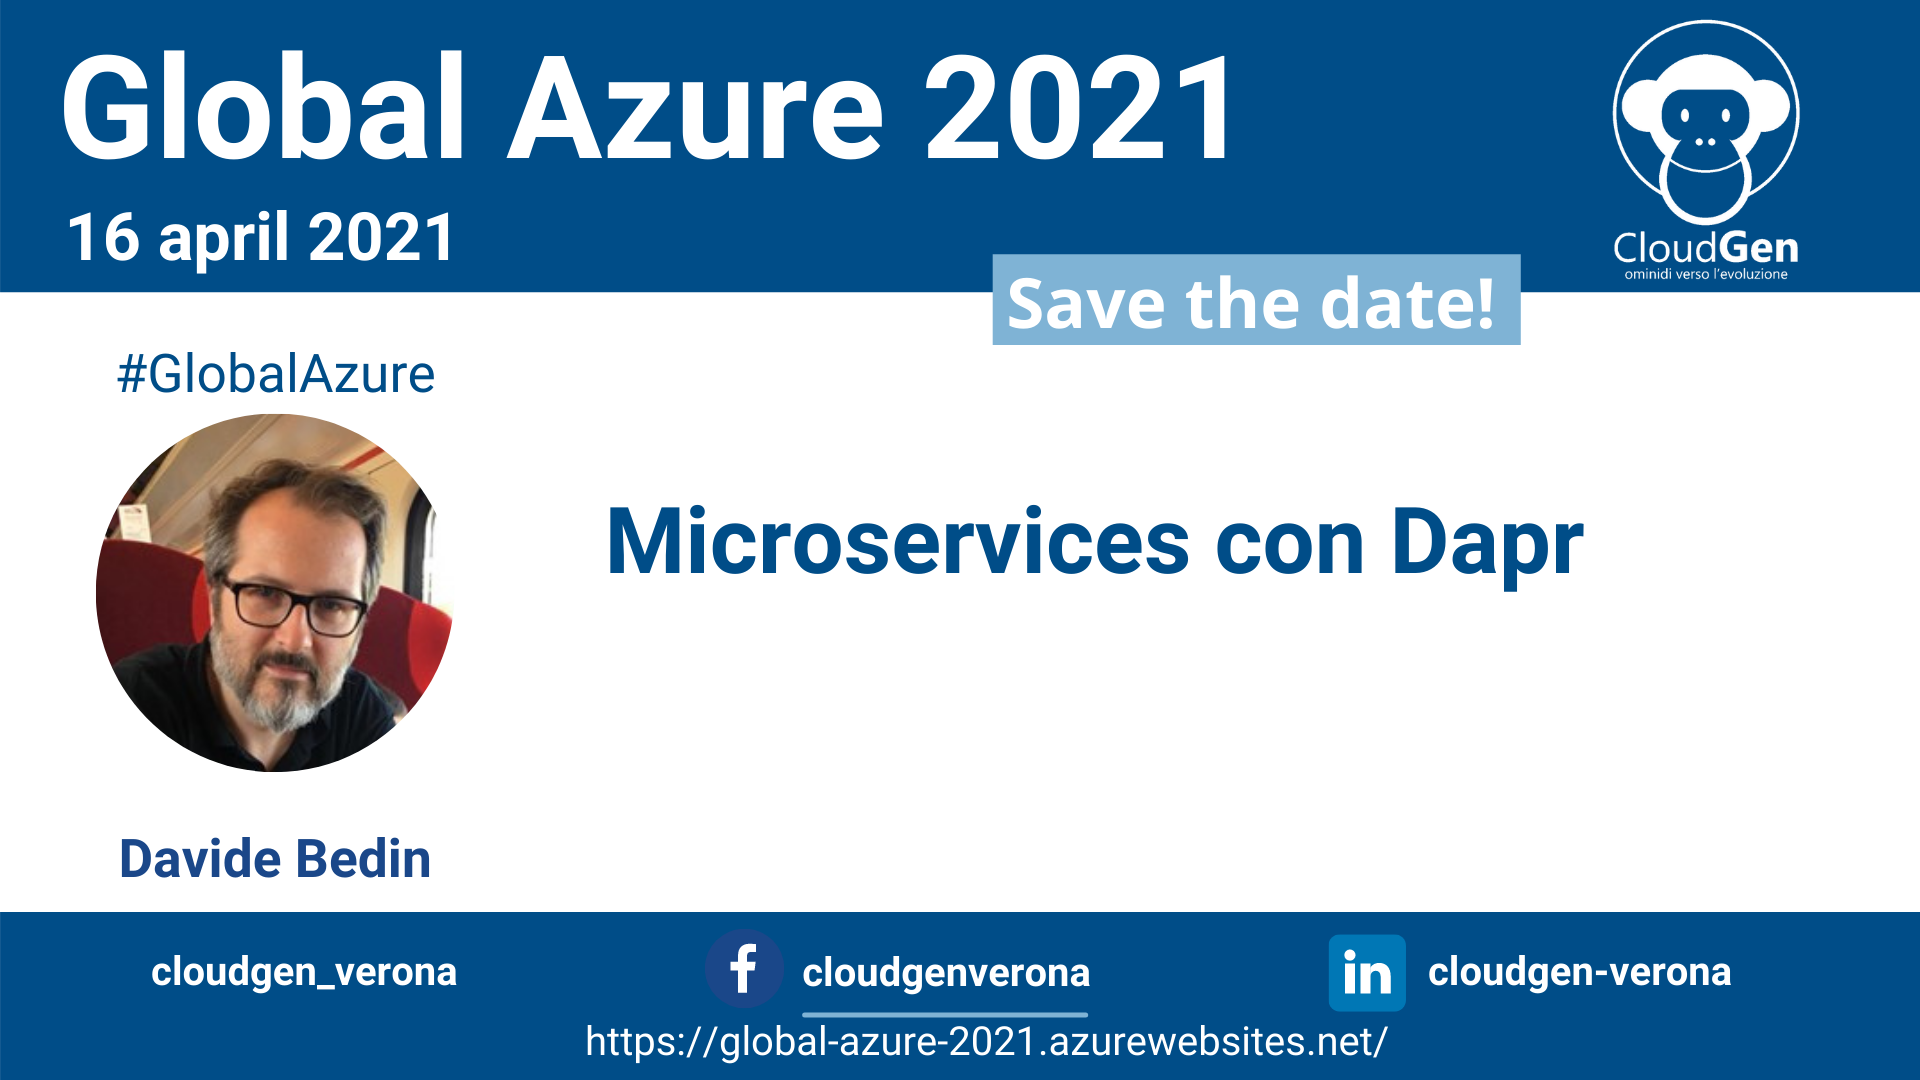 Global Azure 2021
16 april 2021
CloudGen
ominidi verso l'evoluzione
Save the date!
#GlobalAzure
Microservices con Dapr
Davide Bedin
cloudgen_verona
f cloudgenverona
in cloudgen-verona
https://global-azure-2021.azurewebsites.net/